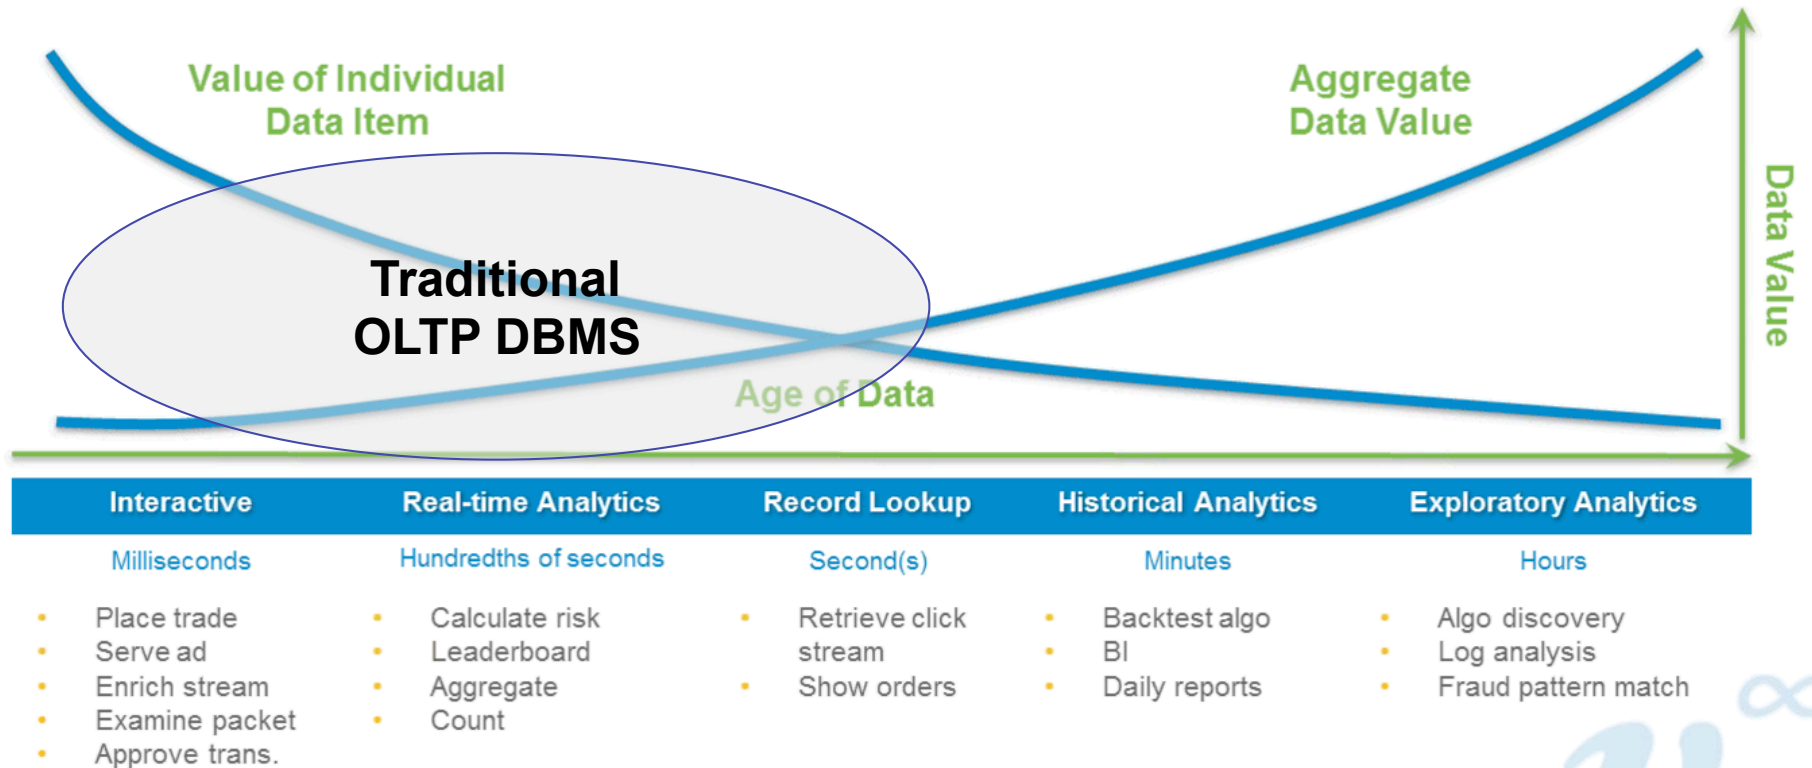 Value of Individual
Data Item
Aggregate
Data Value
Data Value
Traditional
OLTP DBMS
Age of Data
Interactive
Real-time Analytics
Record Lookup
Historical Analytics
Exploratory Analytics
Milliseconds
Hundredths of seconds
Second(s)
Minutes
Hours
• Place trade
• Serve ad
• Enrich stream
• Examine packet
• Approve trans.
• Calculate risk
• Leaderboard
• Aggregate
• Count
• Retrieve click
stream
• Show orders
• Backtest algo
• BI
• Daily reports
• Algo discovery
• Log analysis
• Fraud pattern match